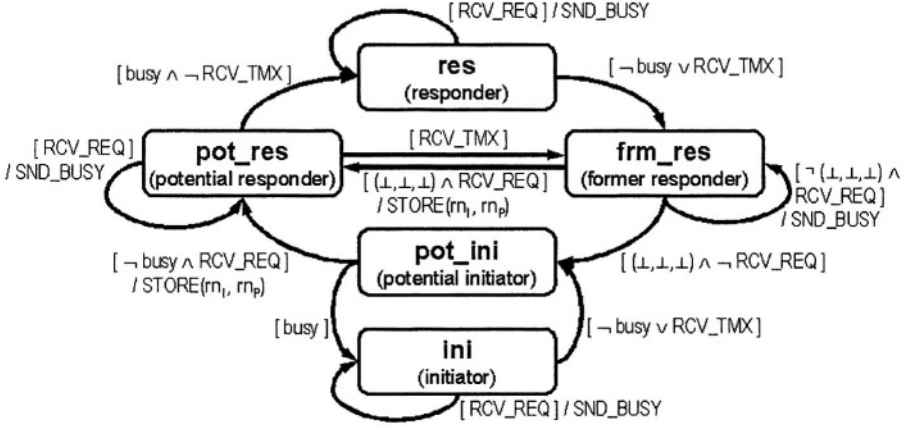 [ RCV_REQ] / SND_BUSY
res
(responder)
[ busy ∧ ¬ RCV_TMX ]
[ ¬ busy ∨ RCV_TMX ]
[ RCV_REQ]
/ SND_BUSY
pot_res
(potential responder)
[ RCV_TMX ]
frm_res
(former responder)
[ (⊥,⊥,⊥) ∧ RCV_REQ ]
/ STORE(rn_I, rn_P)
[ ¬ (⊥,⊥,⊥) ∧
RCV_REQ ]
/ SND_BUSY
pot_ini
(potential initiator)
[ ¬ busy ∧ RCV_REQ ]
/ STORE(rn_I, rn_P)
[ (⊥,⊥,⊥) ∧ ¬ RCV_REQ ]
[ busy ]
[ ¬ busy ∨ RCV_TMX ]
ini
(initiator)
[ RCV_REQ ] / SND_BUSY